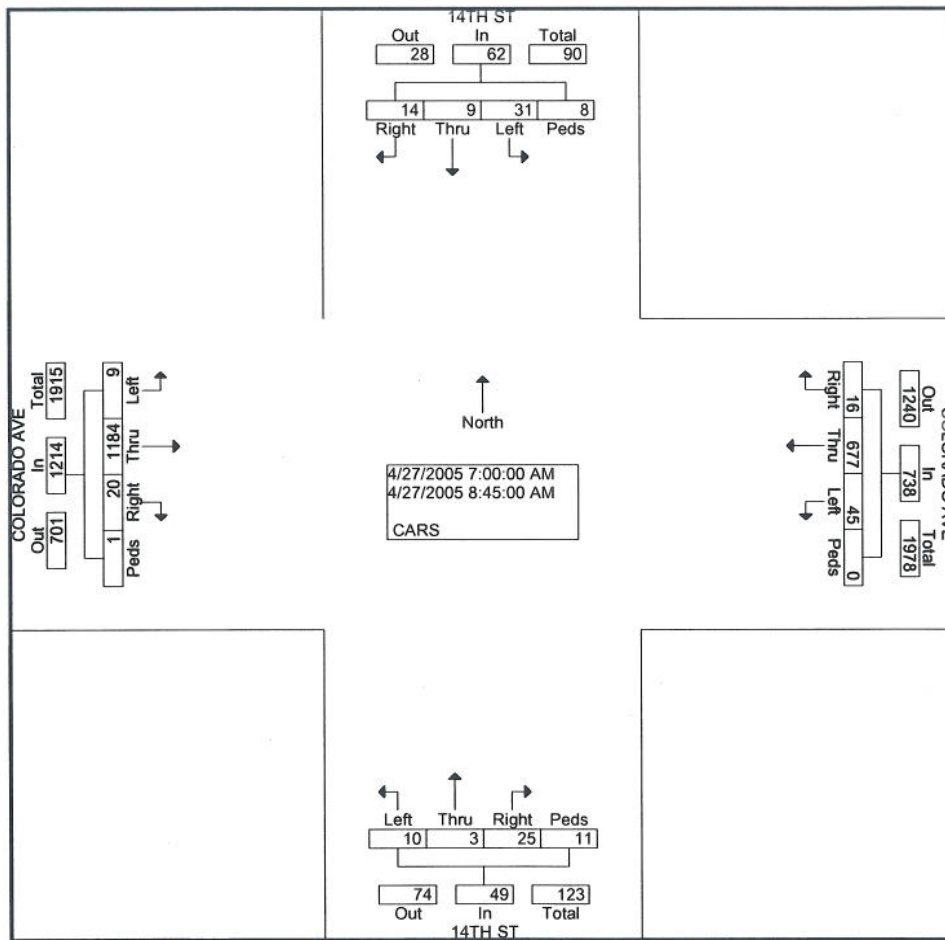 14TH ST
Out In Total
28 62 90
14 9 31 8
Right Thru Left Peds
COLORADO AVE
Total In Out
1915 1214 701
9 1184 20 1
Left Thru Right Peds
North
4/27/2005 7:00:00 AM
4/27/2005 8:45:00 AM
CARS
Right Thru Left Peds
16 677 45 0
Out In Total
1240 738 1978
COLORADO AVE
Left Thru Right Peds
10 3 25 11
74 49 123
Out In Total
14TH ST